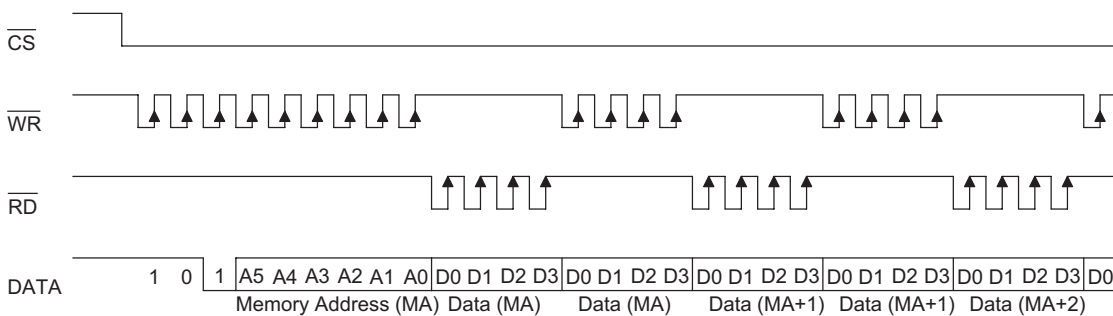 CS
WR
RD
DATA 1 0 1 A5 A4 A3 A2 A1 A0 D0 D1 D2 D3 D0 D1 D2 D3 D0 D1 D2 D3 D0 D1 D2 D3 D0 D1 D2 D3 D0
Memory Address (MA) Data (MA) Data (MA) Data (MA+1) Data (MA+1) Data (MA+2)